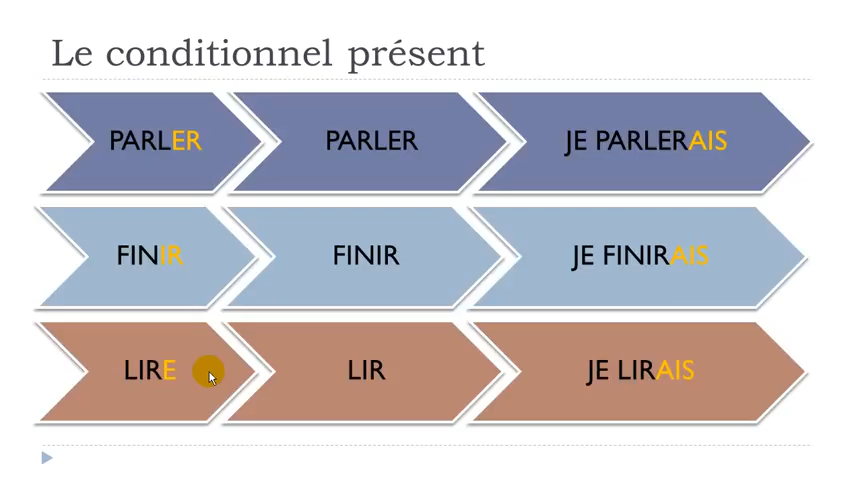 Le conditionnel présent
PARLER PARLER JE PARLERAIS
FINIR FINIR JE FINIRAIS
LIRE LIR JE LIRAIS